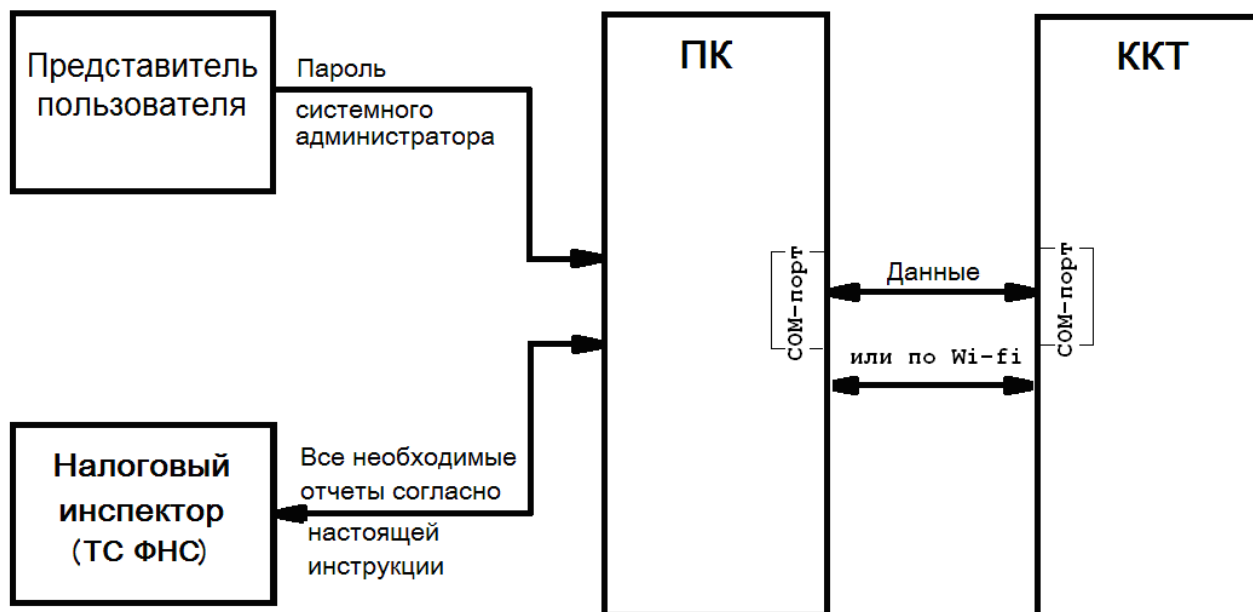 Представитель
пользователя
Пароль
системного
администратора
ПК
ККТ
COM-порт
Данные
или по Wi-fi
COM-порт
Налоговый
инспектор
(ТС ФНС)
Все необходимые
отчеты согласно
настоящей
инструкции